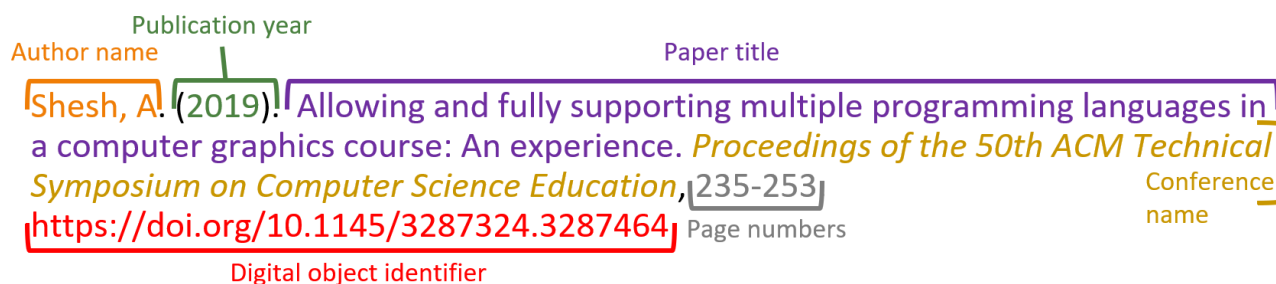 Publication year
Author name
Paper title
Shesh, A. (2019). Allowing and fully supporting multiple programming languages in
a computer graphics course: An experience. Proceedings of the 50th ACM Technical
Symposium on Computer Science Education, 235-253
Conference
name
https://doi.org/10.1145/3287324.3287464
Page numbers
Digital object identifier